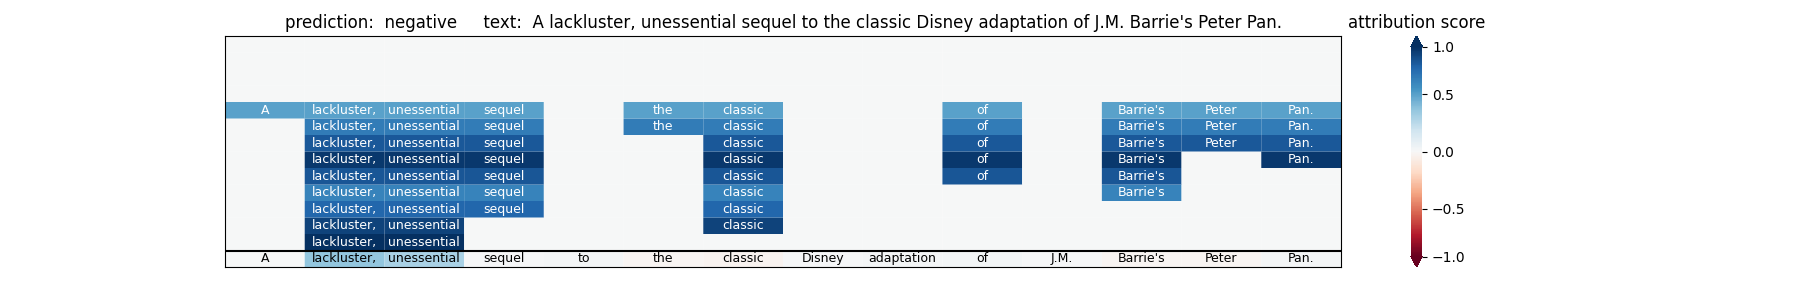 prediction: negative text: A lackluster, unessential sequel to the classic Disney adaptation of J.M. Barrie's Peter Pan. attribution score
A lackluster, unessential sequel the classic of Barrie's Peter Pan.
lackluster, unessential sequel the classic of Barrie's Peter Pan.
lackluster, unessential sequel classic of Barrie's Peter Pan.
lackluster, unessential sequel classic of Barrie's Pan.
lackluster, unessential sequel classic of Barrie's
lackluster, unessential sequel classic Barrie's
lackluster, unessential sequel classic
lackluster, unessential classic
lackluster, unessential
A lackluster, unessential sequel to the classic Disney adaptation of J.M. Barrie's Peter Pan.
1.0
0.5
0.0
−0.5
−1.0